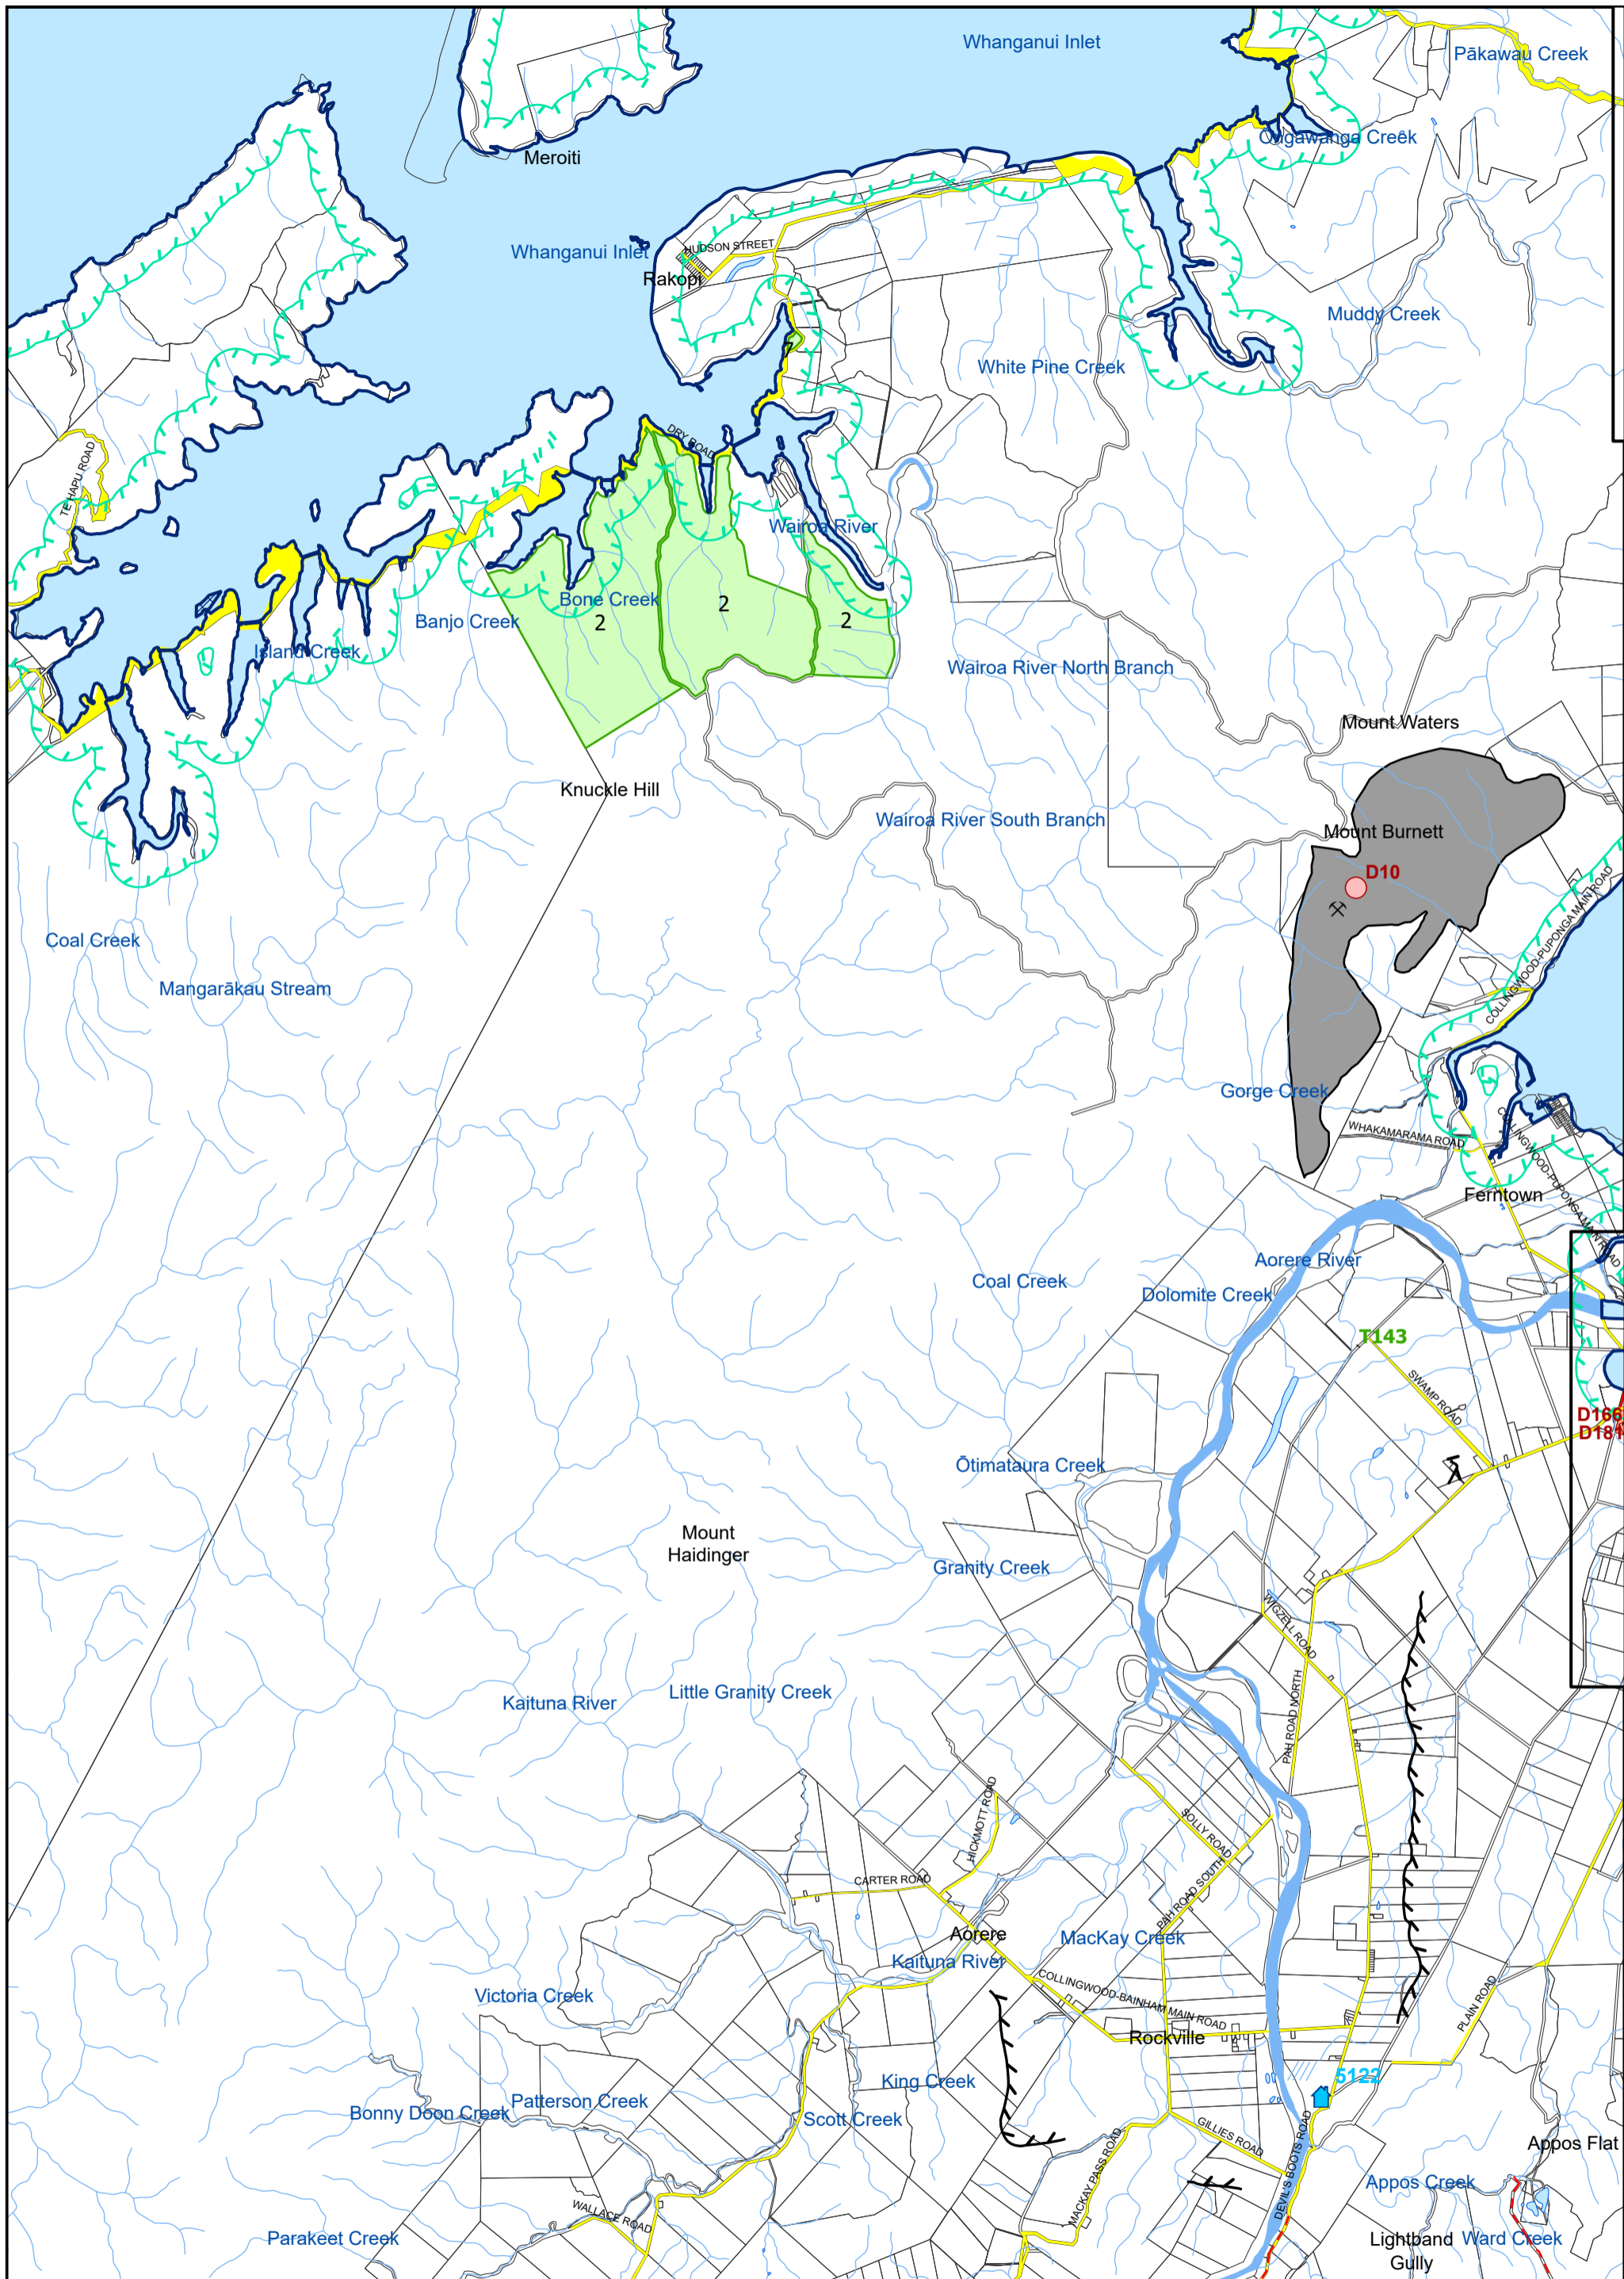 Whanganui Inlet
Pākawau Creek
Meroiti
Whanganui Inlet
HUDSON STREET
Rakopi
Muddy Creek
7
White Pine Creek
DRY ROAD
TE HAPU ROAD
Wairoa River
Bone Creek
2
2
2
Banjo Creek
Island Creek
Wairoa River North Branch
Mount Waters
Knuckle Hill
Wairoa River South Branch
Mount Burnett
D10
COLLINGWOOD-PUPONGA MAIN ROAD
Coal Creek
Mangarākau Stream
Gorge Creek
WHAKAMARAMA ROAD
COLLINGWOOD-PUPONGA MAIN ROAD
Ferntown
Aorere River
Coal Creek
Dolomite Creek
T143
SWAMP ROAD
D166
D181
Ōtimataura Creek
Mount
Haidinger
Granity Creek
WIGZELL ROAD
Little Granity Creek
Kaituna River
PAH ROAD NORTH
HICKMOTT ROAD
SOLLY ROAD
CARTER ROAD
PAH ROAD SOUTH
Aorere
MacKay Creek
Kaituna River
COLLINGWOOD-BAINHAM MAIN ROAD
Victoria Creek
PLAIN ROAD
Rockville
5122
King Creek
Patterson Creek
Bonny Doon Creek
Scott Creek
GILLIES ROAD
MACKAY PASS ROAD
DEVIL'S BOOTS ROAD
Appos Flat
Appos Creek
WALLACE ROAD
Parakeet Creek
Lightband
Gully
Ward Creek